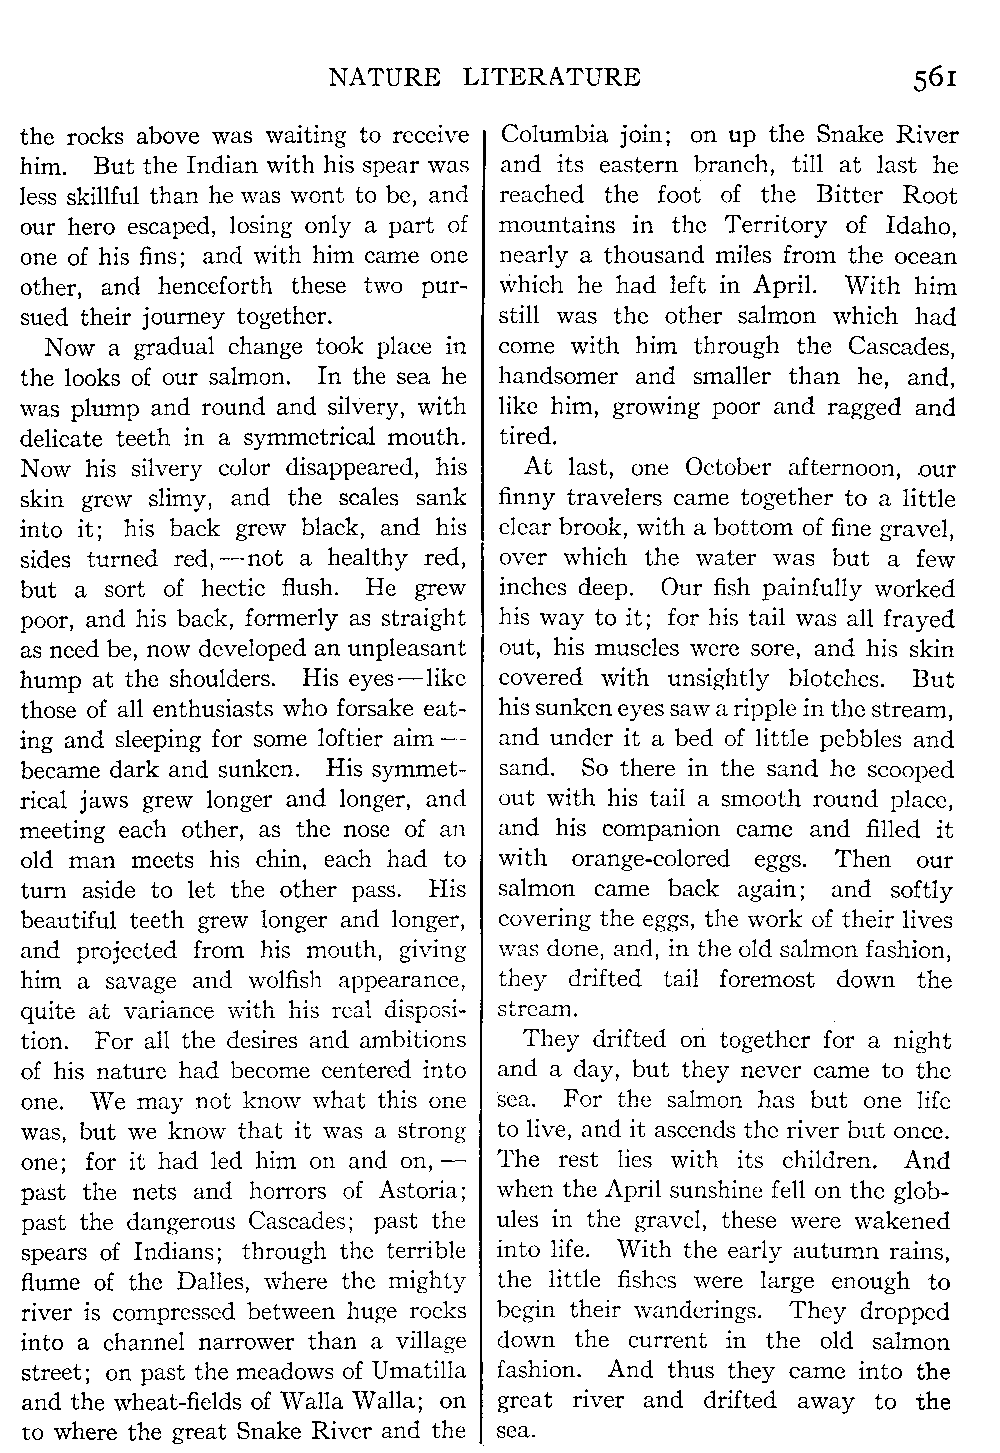 NATURE LITERATURE 561
the rocks above was waiting to receive
him. But the Indian with his spear was
less skillful than he was wont to be, and
our hero escaped, losing only a part of
one of his fins; and with him came one
other, and henceforth these two pur-
sued their journey together.
Now a gradual change took place in
the looks of our salmon. In the sea he
was plump and round and silvery, with
delicate teeth in a symmetrical mouth.
Now his silvery color disappeared, his
skin grew slimy, and the scales sank
into it; his back grew black, and his
sides turned red,—not a healthy red,
but a sort of hectic flush. He grew
poor, and his back, formerly as straight
as need be, now developed an unpleasant
hump at the shoulders. His eyes—like
those of all enthusiasts who forsake eat-
ing and sleeping for some loftier aim—
became dark and sunken. His symmet-
rical jaws grew longer and longer, and
meeting each other, as the nose of an
old man meets his chin, each had to
turn aside to let the other pass. His
beautiful teeth grew longer and longer,
and projected from his mouth, giving
him a savage and wolfish appearance,
quite at variance with his real disposi-
tion. For all the desires and ambitions
of his nature had become centered into
one. We may not know what this one
was, but we know that it was a strong
one; for it had led him on and on,—
past the nets and horrors of Astoria;
past the dangerous Cascades; past the
spears of Indians; through the terrible
flume of the Dalles, where the mighty
river is compressed between huge rocks
into a channel narrower than a village
street; on past the meadows of Umatilla
and the wheat-fields of Walla Walla; on
to where the great Snake River and the
Columbia join; on up the Snake River
and its eastern branch, till at last he
reached the foot of the Bitter Root
mountains in the Territory of Idaho,
nearly a thousand miles from the ocean
which he had left in April. With him
still was the other salmon which had
come with him through the Cascades,
handsomer and smaller than he, and,
like him, growing poor and ragged and
tired.
At last, one October afternoon, our
finny travelers came together to a little
clear brook, with a bottom of fine gravel,
over which the water was but a few
inches deep. Our fish painfully worked
his way to it; for his tail was all frayed
out, his muscles were sore, and his skin
covered with unsightly blotches. But
his sunken eyes saw a ripple in the stream,
and under it a bed of little pebbles and
sand. So there in the sand he scooped
out with his tail a smooth round place,
and his companion came and filled it
with orange-colored eggs. Then our
salmon came back again; and softly
covering the eggs, the work of their lives
was done, and, in the old salmon fashion,
they drifted tail foremost down the
stream.
They drifted on together for a night
and a day, but they never came to the
sea. For the salmon has but one life
to live, and it ascends the river but once.
The rest lies with its children. And
when the April sunshine fell on the glob-
ules in the gravel, these were wakened
into life. With the early autumn rains,
the little fishes were large enough to
begin their wanderings. They dropped
down the current in the old salmon
fashion. And thus they came into the
great river and drifted away to the
sea.